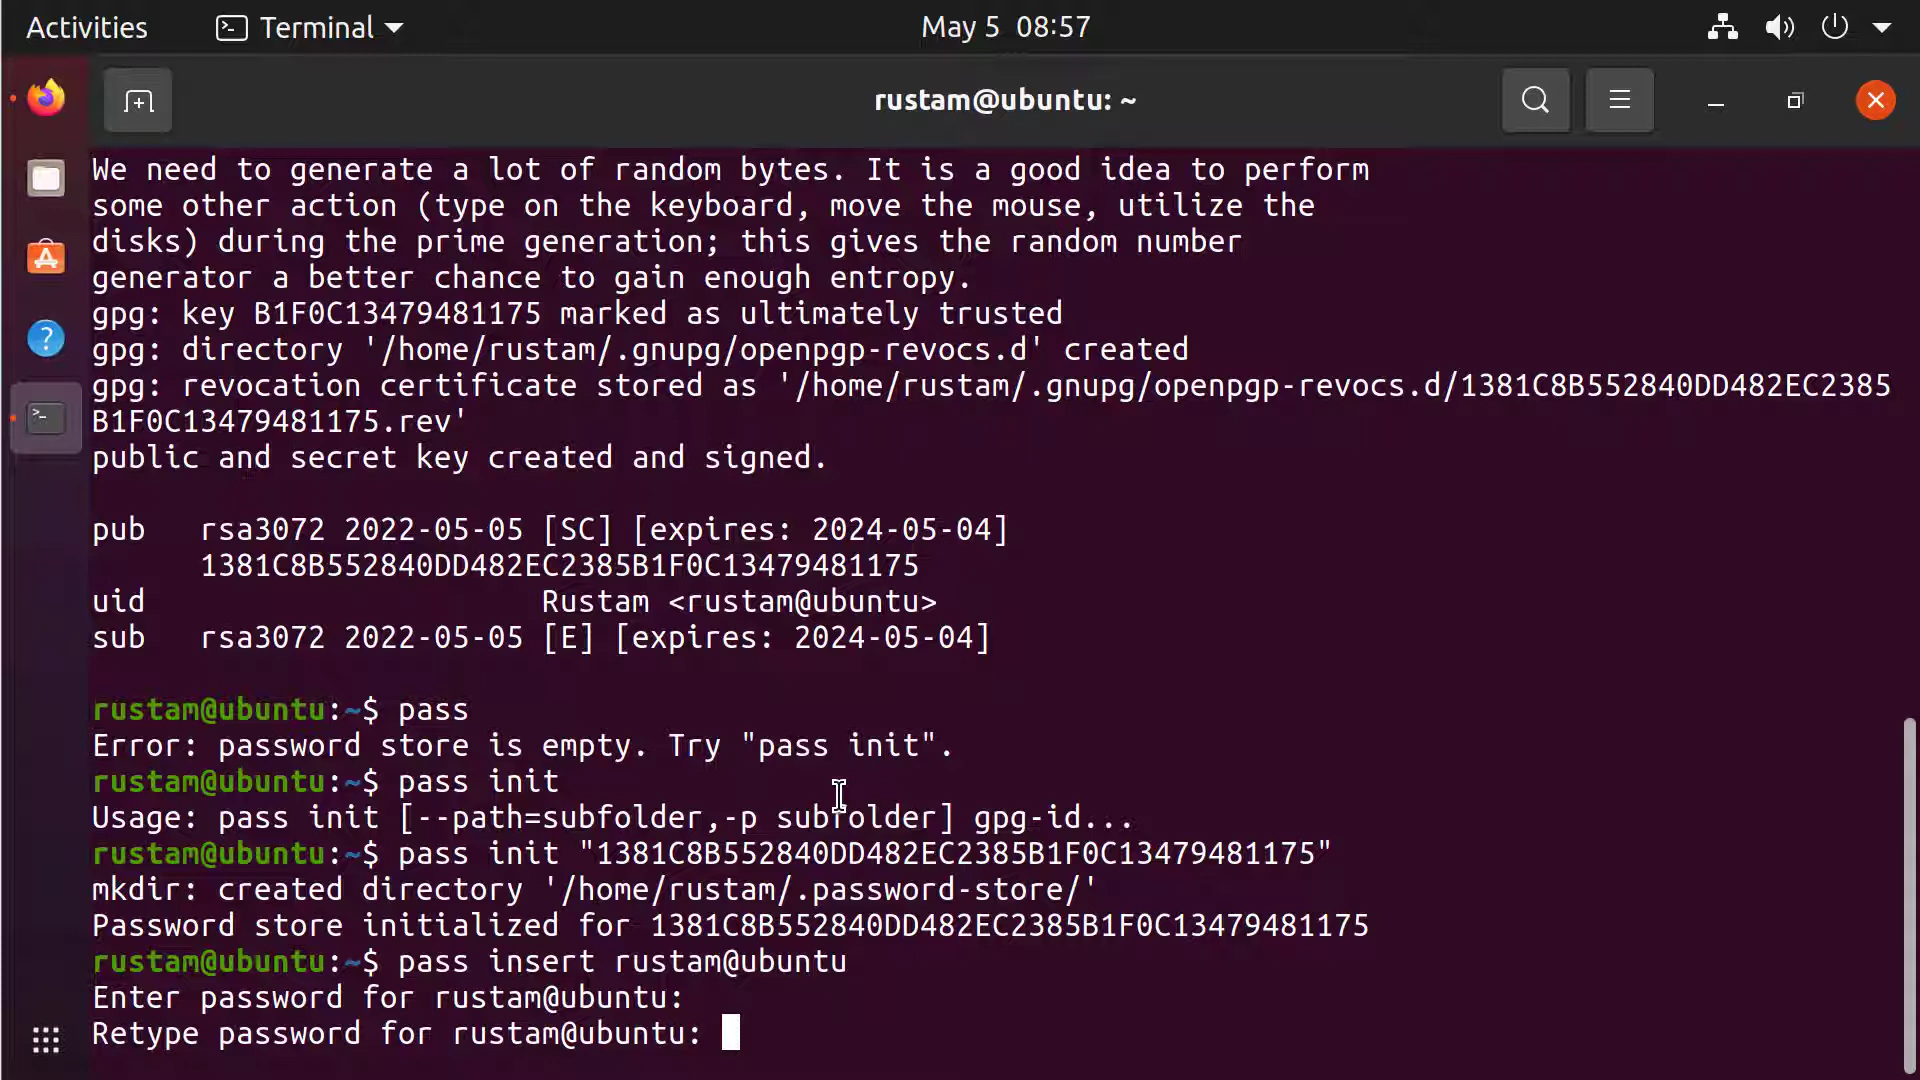 Activities
Terminal
May 5 08:57
rustam@ubuntu: ~
We need to generate a lot of random bytes. It is a good idea to perform
some other action (type on the keyboard, move the mouse, utilize the
disks) during the prime generation; this gives the random number
generator a better chance to gain enough entropy.
gpg: key B1F0C13479481175 marked as ultimately trusted
gpg: directory '/home/rustam/.gnupg/openpgp-revocs.d' created
gpg: revocation certificate stored as '/home/rustam/.gnupg/openpgp-revocs.d/1381C8B552840DD482EC2385
B1F0C13479481175.rev'
public and secret key created and signed.
pub   rsa3072 2022-05-05 [SC] [expires: 2024-05-04]
      1381C8B552840DD482EC2385B1F0C13479481175
uid                      Rustam <rustam@ubuntu>
sub   rsa3072 2022-05-05 [E] [expires: 2024-05-04]
rustam@ubuntu:~$ pass
Error: password store is empty. Try "pass init".
rustam@ubuntu:~$ pass init
Usage: pass init [--path=subfolder,-p subfolder] gpg-id...
rustam@ubuntu:~$ pass init "1381C8B552840DD482EC2385B1F0C13479481175"
mkdir: created directory '/home/rustam/.password-store/'
Password store initialized for 1381C8B552840DD482EC2385B1F0C13479481175
rustam@ubuntu:~$ pass insert rustam@ubuntu
Enter password for rustam@ubuntu:
Retype password for rustam@ubuntu: